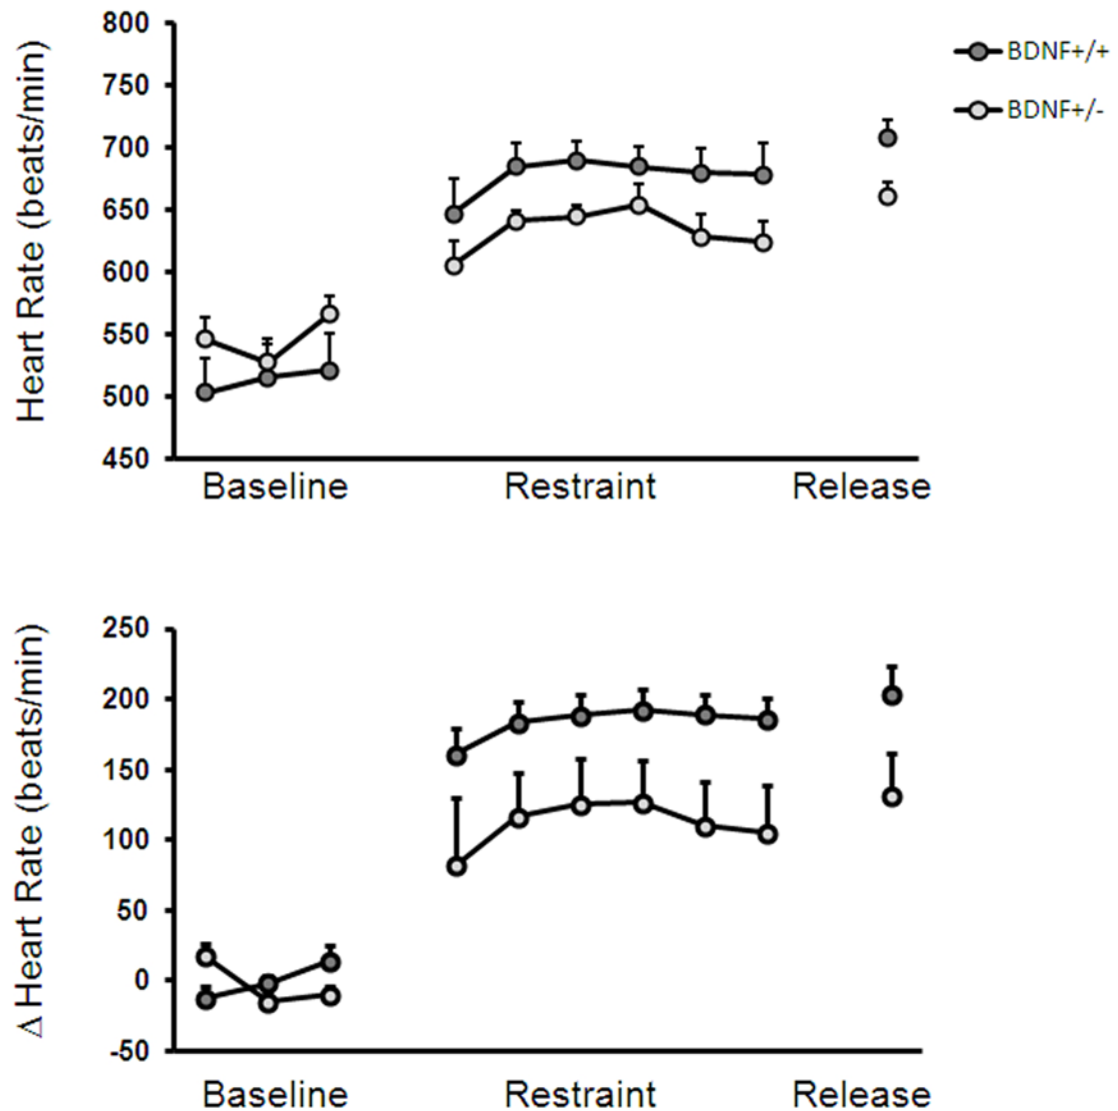 Heart Rate (beats/min)
800
750
700
650
600
550
500
450
Baseline Restraint Release
BDNF+/+
BDNF+/-
Δ Heart Rate (beats/min)
250
200
150
100
50
0
-50
Baseline Restraint Release